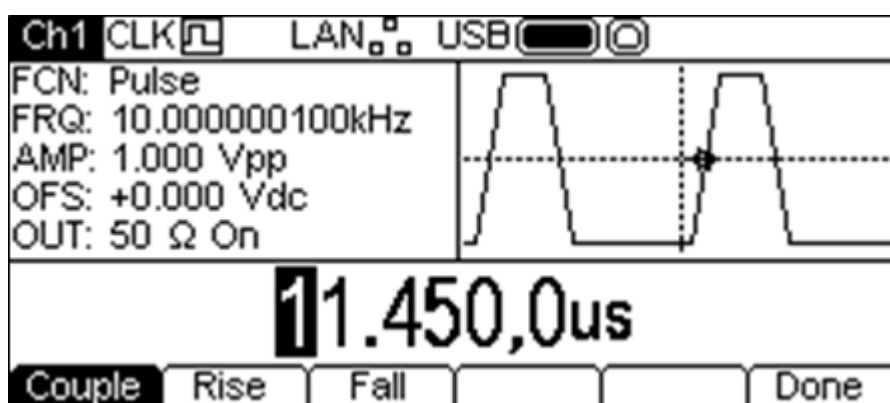 Ch1 CLK LAN USB
FCN: Pulse
FRQ: 10.000000100kHz
AMP: 1.000 Vpp
OFS: +0.000 Vdc
OUT: 50 Ω On
11.450,0us
Couple Rise Fall Done